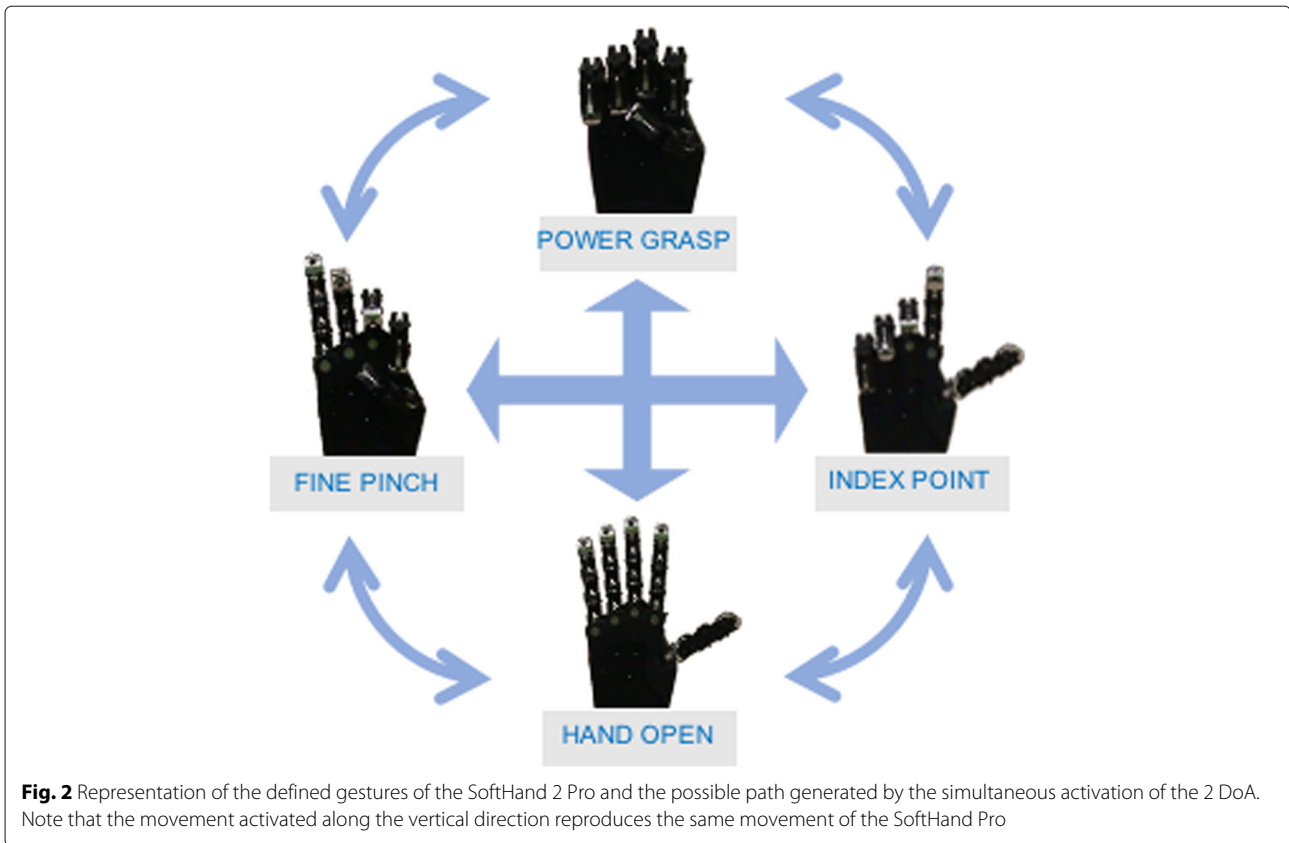 POWER GRASP
FINE PINCH
INDEX POINT
HAND OPEN
Fig. 2 Representation of the defined gestures of the SoftHand 2 Pro and the possible path generated by the simultaneous activation of the 2 DoA.
Note that the movement activated along the vertical direction reproduces the same movement of the SoftHand Pro